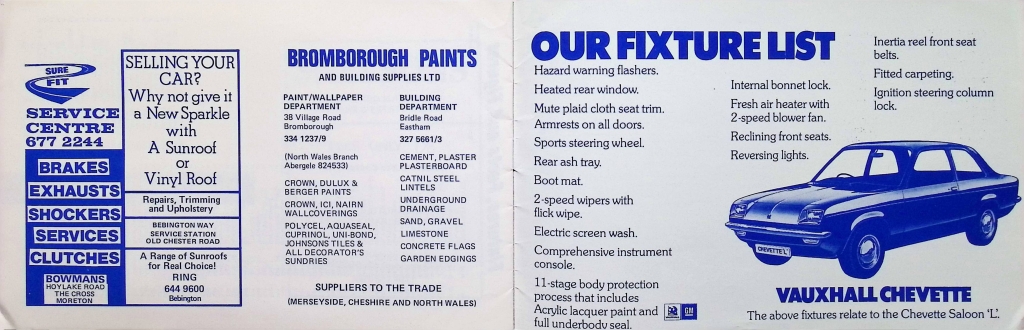 SURE
FIT
SERVICE
CENTRE
677 2244
BRAKES
EXHAUSTS
SHOCKERS
SERVICES
CLUTCHES
BOWMANS
HOYLAKE ROAD
THE CROSS
MORETON
SELLING YOUR
CAR?
Why not give it
a New Sparkle
with
A Sunroof
or
Vinyl Roof
Repairs, Trimming
and Upholstery
BEBINGTON WAY
SERVICE STATION
OLD CHESTER ROAD
A Range of Sunroofs
for Real Choice!
RING
644 9600
Bebington
BROMBOROUGH PAINTS
AND BUILDING SUPPLIES LTD
PAINT/WALLPAPER
DEPARTMENT
38 Village Road
Bromborough
334 1237/9
(North Wales Branch
Abergele 824533)
CROWN, DULUX &
BERGER PAINTS
CROWN, ICI, NAIRN
WALLCOVERINGS
POLYCEL, AQUASEAL,
CUPRINOL, UNI-BOND,
JOHNSONS TILES &
ALL DECORATOR'S
SUNDRIES
BUILDING
DEPARTMENT
Bridle Road
Eastham
327 5661/3
CEMENT, PLASTER
PLASTERBOARD
CATNIL STEEL
LINTELS
UNDERGROUND
DRAINAGE
SAND, GRAVEL
LIMESTONE
CONCRETE FLAGS
GARDEN EDGINGS
SUPPLIERS TO THE TRADE
(MERSEYSIDE, CHESHIRE AND NORTH WALES)
OUR FIXTURE LIST
Hazard warning flashers.
Heated rear window.
Mute plaid cloth seat trim.
Armrests on all doors.
Sports steering wheel.
Rear ash tray.
Boot mat.
2-speed wipers with
flick wipe.
Electric screen wash.
Comprehensive instrument
console.
11-stage body protection
process that includes
Acrylic lacquer paint and
full underbody seal.
Internal bonnet lock.
Fresh air heater with
2-speed blower fan.
Reclining front seats.
Reversing lights.
Inertia reel front seat
belts.
Fitted carpeting.
Ignition steering column
lock.
CHEVETTE L
GM
VAUXHALL CHEVETTE
The above fixtures relate to the Chevette Saloon 'L'.